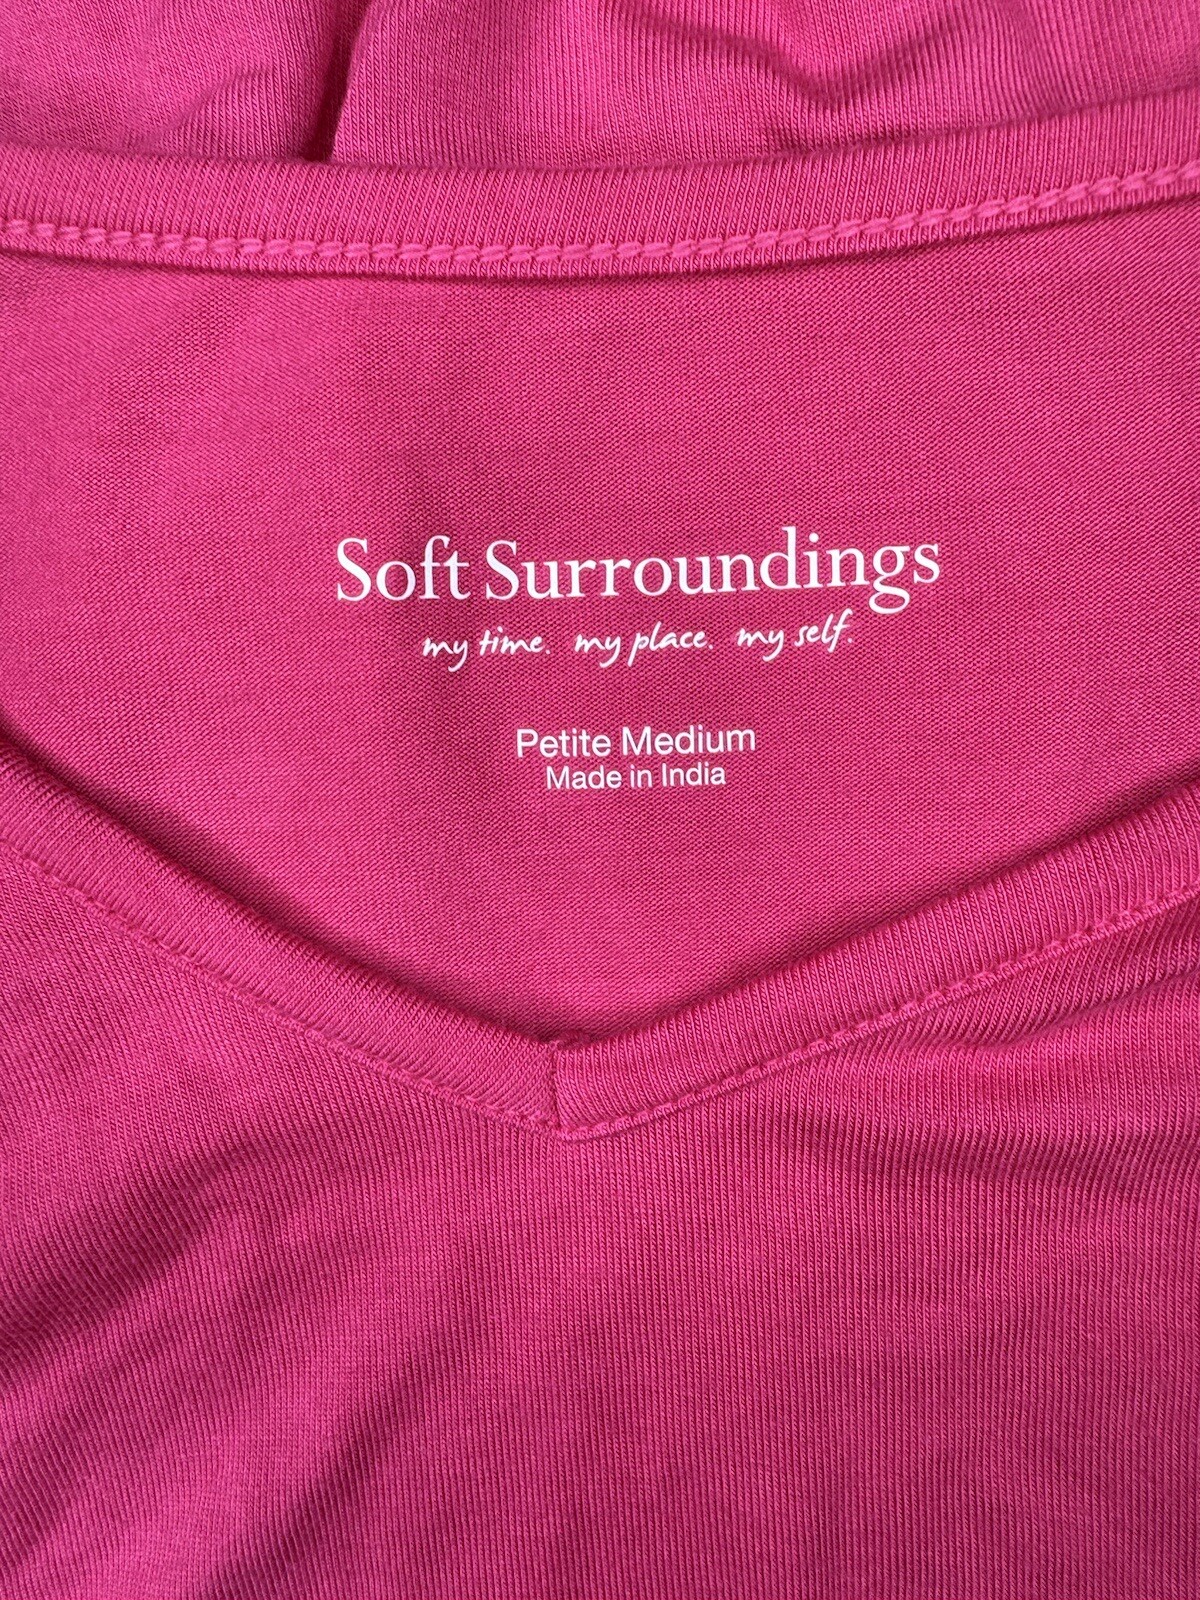 Soft Surroundings
my time. my place. my self.
Petite Medium
Made in India